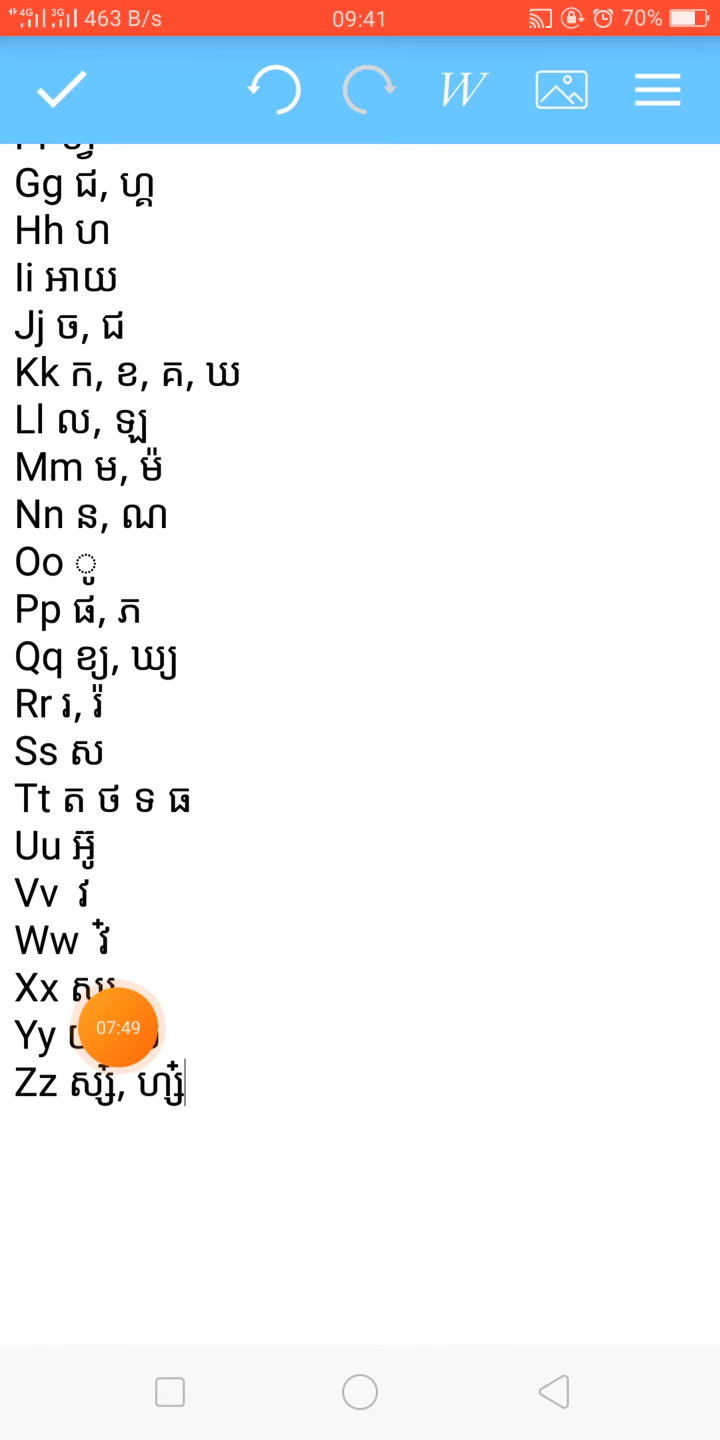 4G 3G 463 B/s 09:41 70%
W
Gg ជ, ហ្គ
Hh ហ
Ii អាយ
Jj ច, ជ
Kk ក, ខ, គ, ឃ
Ll ល, ឡ
Mm ម, ម៉
Nn ន, ណ
Oo ូ
Pp ផ, ភ
Qq ខ្យ, ឃ្យ
Rr រ, រ៉
Ss ស
Tt ត ថ ទ ធ
Uu អ៊ូ
Vv វ
Ww វ៎
Xx
07:49
Yy
Zz ស្ស៎, ហ្ស៎